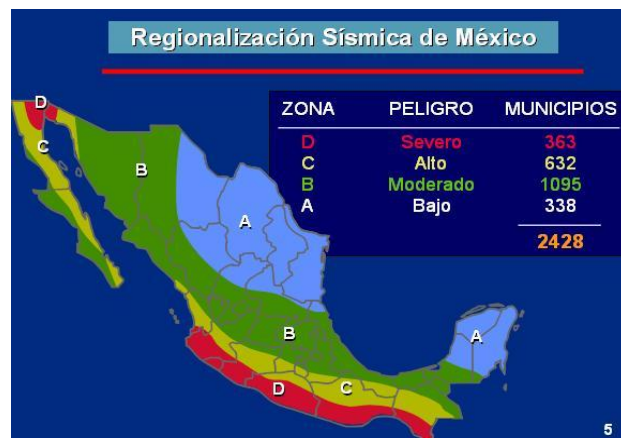 Regionalización Sísmica de México
ZONA PELIGRO MUNICIPIOS
D Severo 363
C Alto 632
B Moderado 1095
A Bajo 338
2428
D
C
B
A
B
A
C
D
5